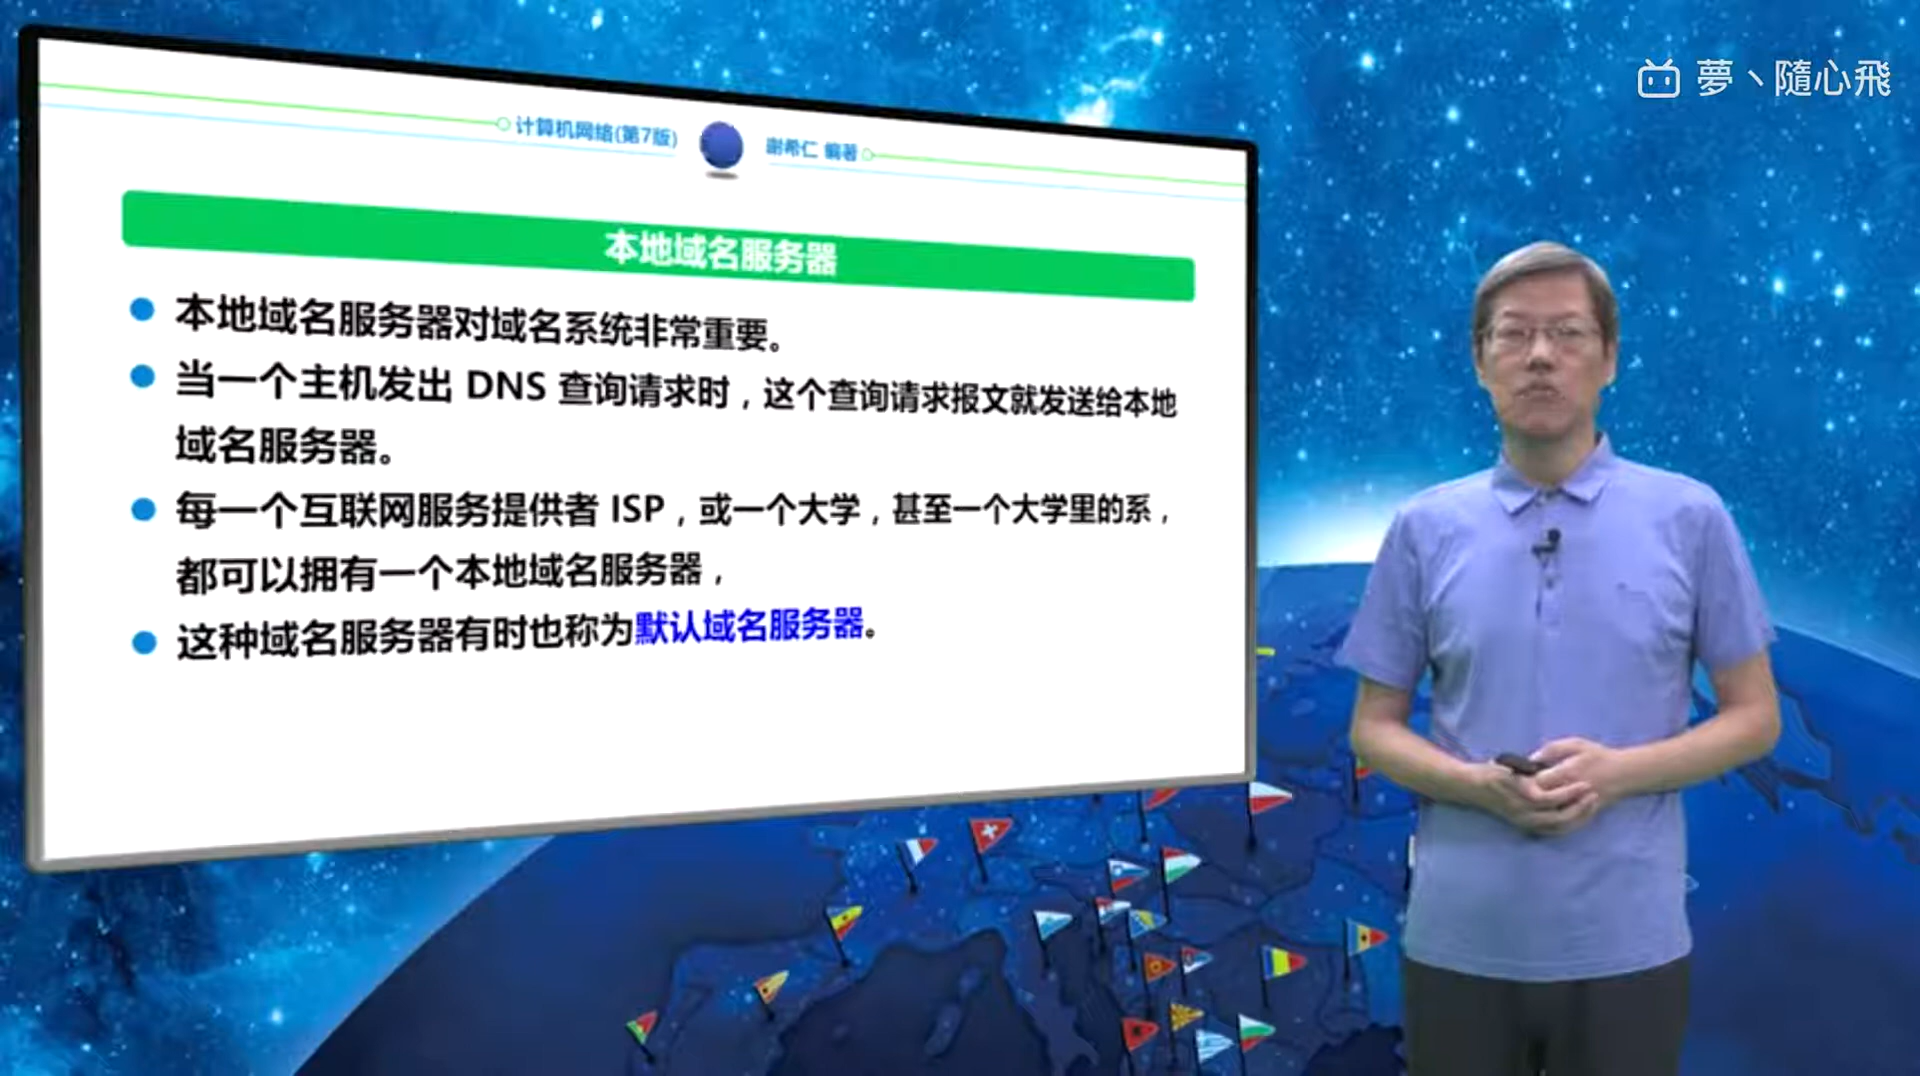 夢丶隨心飛
计算机网络(第7版) 谢希仁 编著
本地域名服务器
本地域名服务器对域名系统非常重要。
当一个主机发出 DNS 查询请求时，这个查询请求报文就发送给本地
域名服务器。
每一个互联网服务提供者 ISP，或一个大学，甚至一个大学里的系，
都可以拥有一个本地域名服务器，
这种域名服务器有时也称为默认域名服务器。